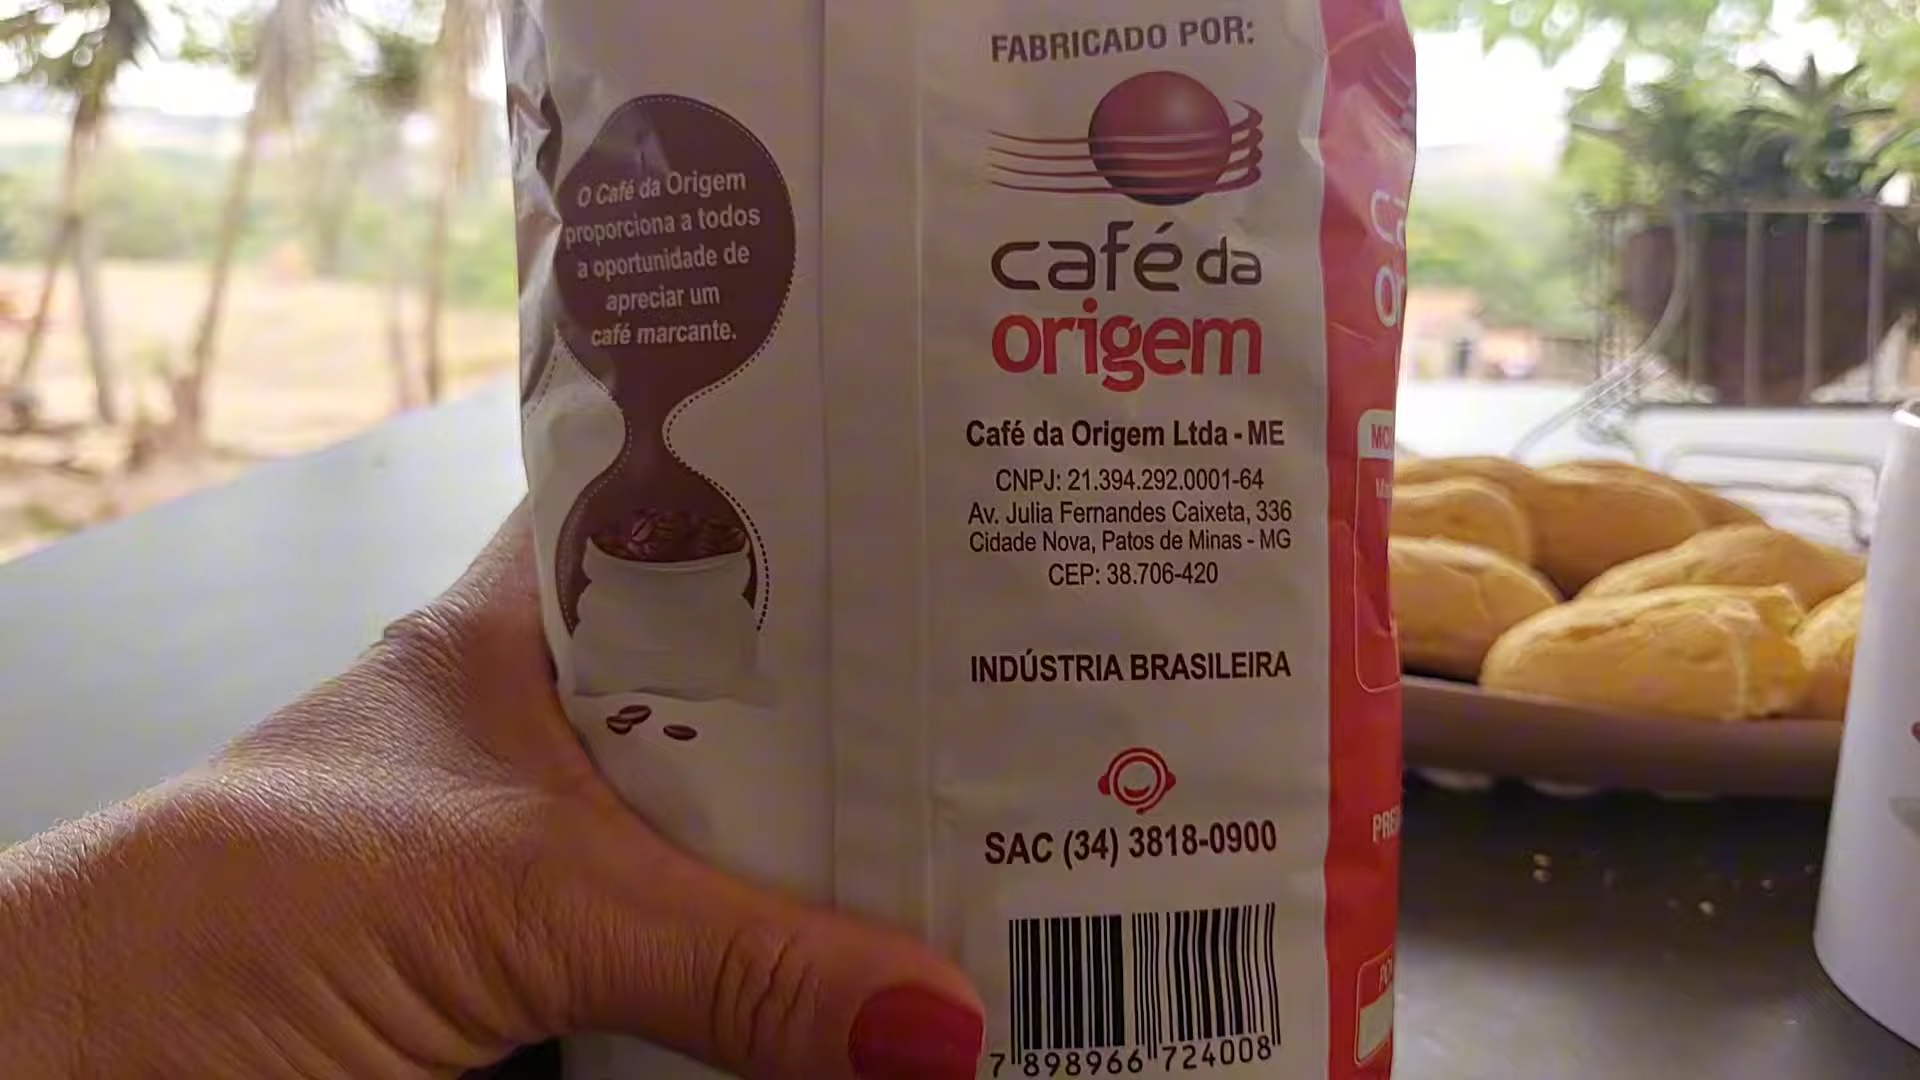 O Café da Origem
proporciona a todos
a oportunidade de
apreciar um
café marcante.
FABRICADO POR:
café da
origem
Café da Origem Ltda - ME
CNPJ: 21.394.292.0001-64
Av. Julia Fernandes Caixeta, 336
Cidade Nova, Patos de Minas - MG
CEP: 38.706-420
INDÚSTRIA BRASILEIRA
SAC (34) 3818-0900
7 898966 724008